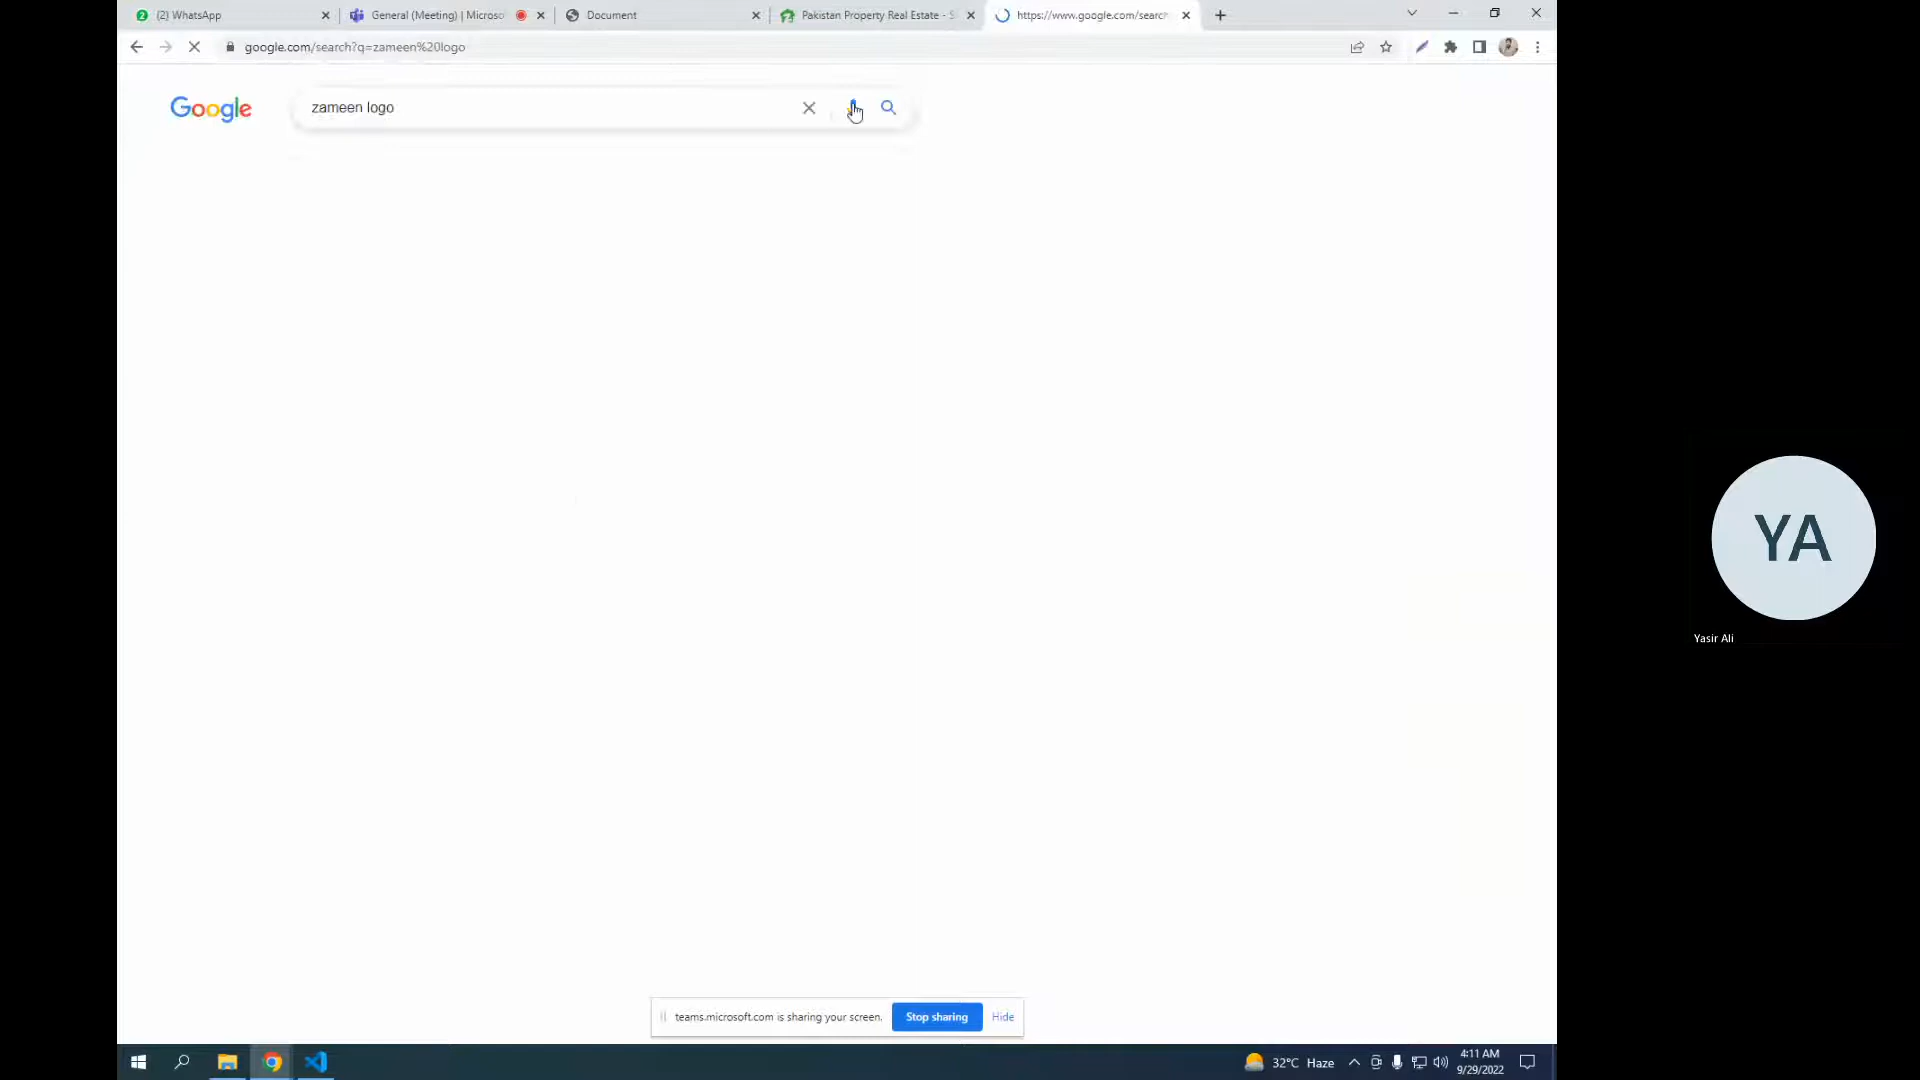 (2) WhatsApp
General (Meeting) | Microso
Document
Pakistan Property Real Estate - S
https://www.google.com/search
google.com/search?q=zameen%20logo
Google
zameen logo
YA
Yasir Ali
teams.microsoft.com is sharing your screen.
Stop sharing
Hide
32°C Haze
4:11 AM
9/29/2022